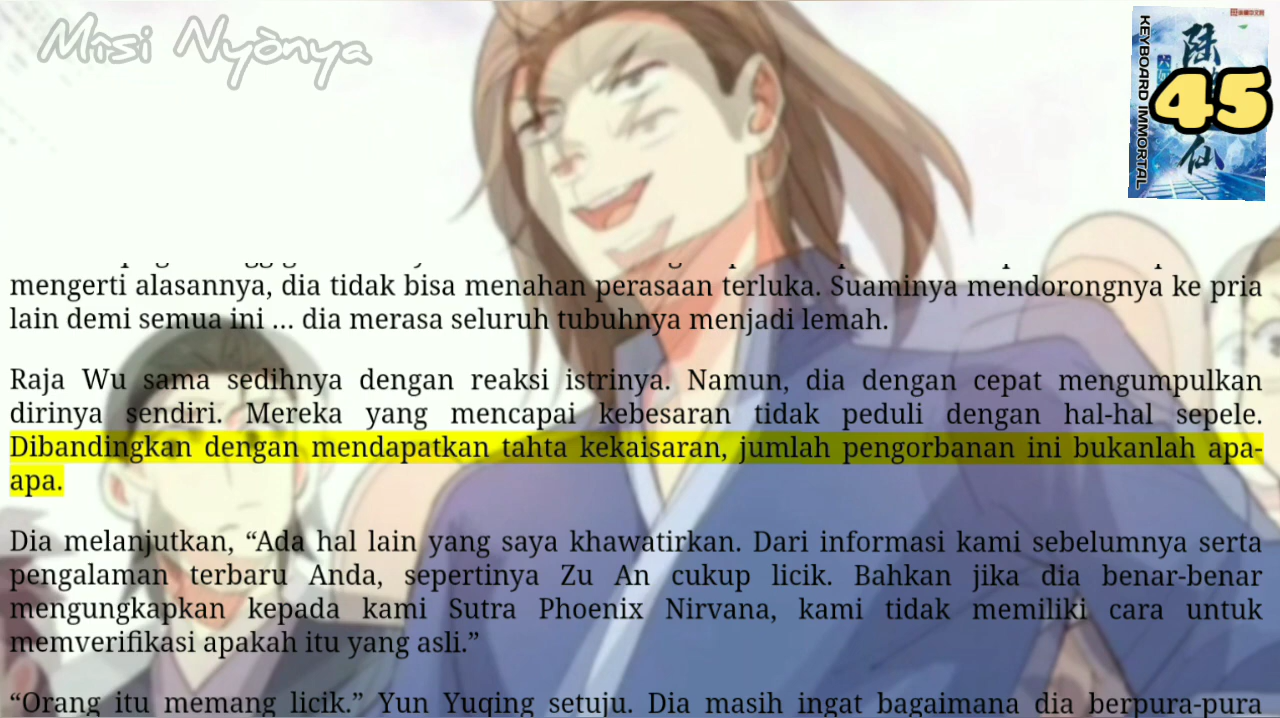 Misi Nyònya
KEYBOARD IMMORTAL
45
mengerti alasannya, dia tidak bisa menahan perasaan terluka. Suaminya mendorongnya ke pria
lain demi semua ini ... dia merasa seluruh tubuhnya menjadi lemah.
Raja Wu sama sedihnya dengan reaksi istrinya. Namun, dia dengan cepat mengumpulkan
dirinya sendiri. Mereka yang mencapai kebesaran tidak peduli dengan hal-hal sepele.
Dibandingkan dengan mendapatkan tahta kekaisaran, jumlah pengorbanan ini bukanlah apa-
apa.
Dia melanjutkan, “Ada hal lain yang saya khawatirkan. Dari informasi kami sebelumnya serta
pengalaman terbaru Anda, sepertinya Zu An cukup licik. Bahkan jika dia benar-benar
mengungkapkan kepada kami Sutra Phoenix Nirvana, kami tidak memiliki cara untuk
memverifikasi apakah itu yang asli.”
“Orang itu memang licik.” Yun Yuqing setuju. Dia masih ingat bagaimana dia berpura-pura